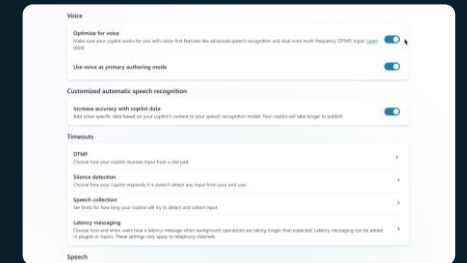 Voice
Optimize for voice
Make sure your copilot works for you with voice-first features like advanced speech recognition and dual-tone multi-frequency (DTMF) input. Learn
more
Use voice as primary authoring mode
Customized automatic speech recognition
Increase accuracy with copilot data
Add voice-specific data based on your copilot's content to your speech recognition model. Your copilot will take longer to publish.
Timeouts
DTMF
Choose how your copilot receives input from a dial pad.
Silence detection
Choose how your copilot responds if it doesn't detect any input from your end user.
Speech collection
Set limits for how long your copilot will try to detect and collect input.
Latency messaging
Choose how and when users hear a latency message when background operations are taking longer than expected. Latency messaging can be added
in plugins or topics. These settings only apply to telephony channels.
Speech